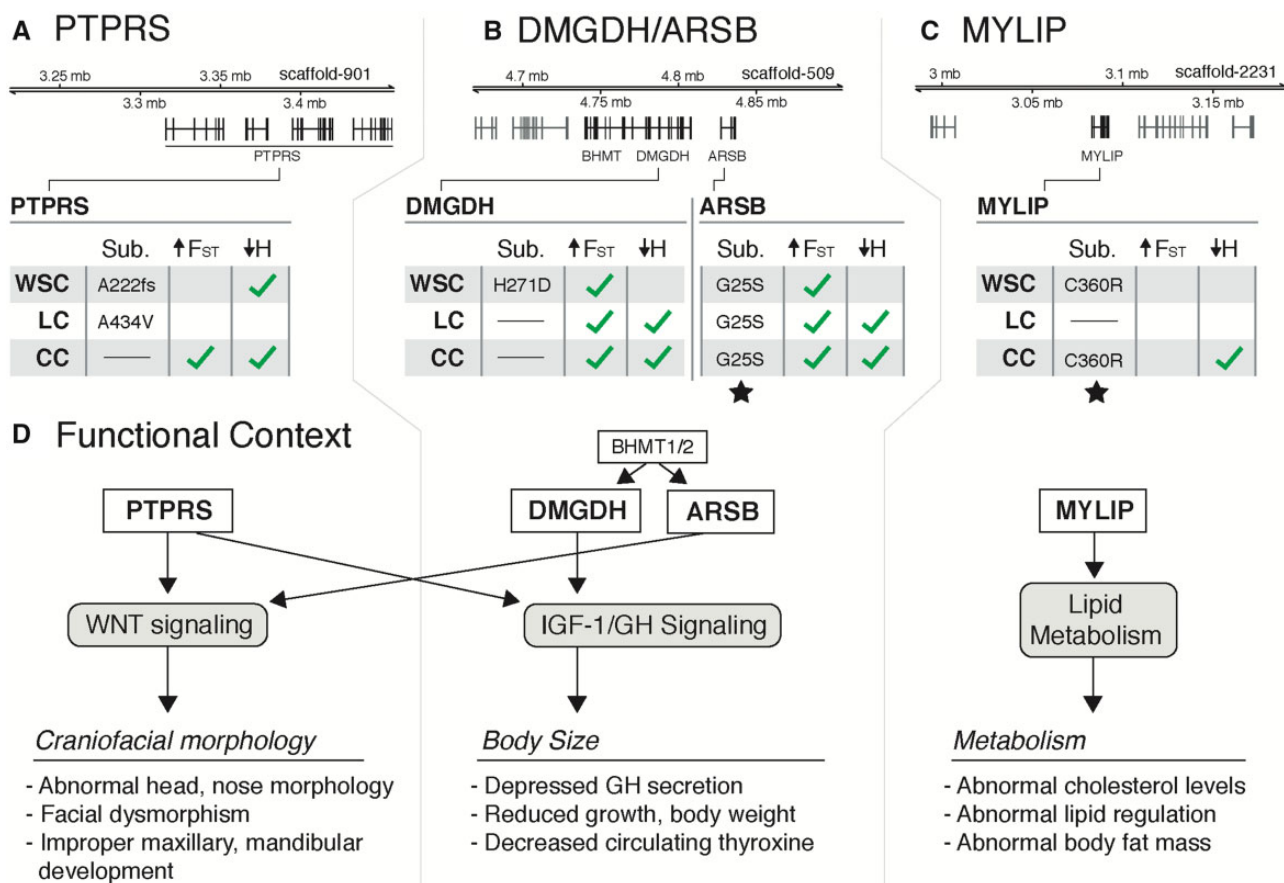 A PTPRS
3.25 mb 3.35 mb scaffold-901
3.3 mb 3.4 mb
PTPRS
PTPRS
Sub. ↑FST ↓H
WSC A222fs ✓
LC A434V
CC — ✓ ✓
B DMGDH/ARSB
4.7 mb 4.8 mb scaffold-509
4.75 mb 4.85 mb
BHMT DMGDH ARSB
DMGDH ARSB
Sub. ↑FST ↓H Sub. ↑FST ↓H
WSC H271D ✓ G25S ✓
LC — ✓ ✓ G25S ✓ ✓
CC — ✓ ✓ G25S ✓ ✓
★
C MYLIP
3 mb 3.1 mb scaffold-2231
3.05 mb 3.15 mb
MYLIP
MYLIP
Sub. ↑FST ↓H
WSC C360R
LC —
CC C360R ✓
★
D Functional Context
BHMT1/2
PTPRS DMGDH ARSB MYLIP
WNT signaling
IGF-1/GH Signaling
Lipid
Metabolism
Craniofacial morphology
- Abnormal head, nose morphology
- Facial dysmorphism
- Improper maxillary, mandibular
development
Body Size
- Depressed GH secretion
- Reduced growth, body weight
- Decreased circulating thyroxine
Metabolism
- Abnormal cholesterol levels
- Abnormal lipid regulation
- Abnormal body fat mass